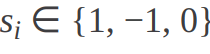 sᵢ ∈ {1, −1, 0}